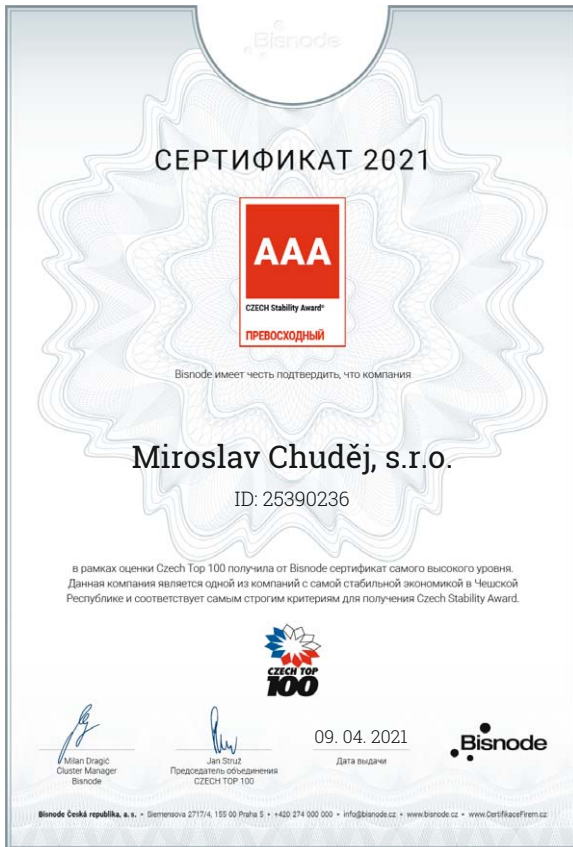 Bisnode
СЕРТИФИКАТ 2021
AAA
CZECH Stability Award®
ПРЕВОСХОДНЫЙ
Bisnode имеет честь подтвердить, что компания
Miroslav Chuděj, s.r.o.
ID: 25390236
в рамках оценки Czech Top 100 получила от Bisnode сертификат самого высокого уровня.
Данная компания является одной из компаний с самой стабильной экономикой в Чешской
Республике и соответствует самым строгим критериям для получения Czech Stability Award.
CZECH TOP
100
Milan Dragić
Cluster Manager
Bisnode
Jan Struž
Председатель объединения
CZECH TOP 100
09. 04. 2021
Дата выдачи
Bisnode
Bisnode Česká republika, a. s. • Siemensova 2717/4, 155 00 Praha 5 • +420 274 000 000 • info@bisnode.cz • www.bisnode.cz • www.CertifikaceFirem.cz